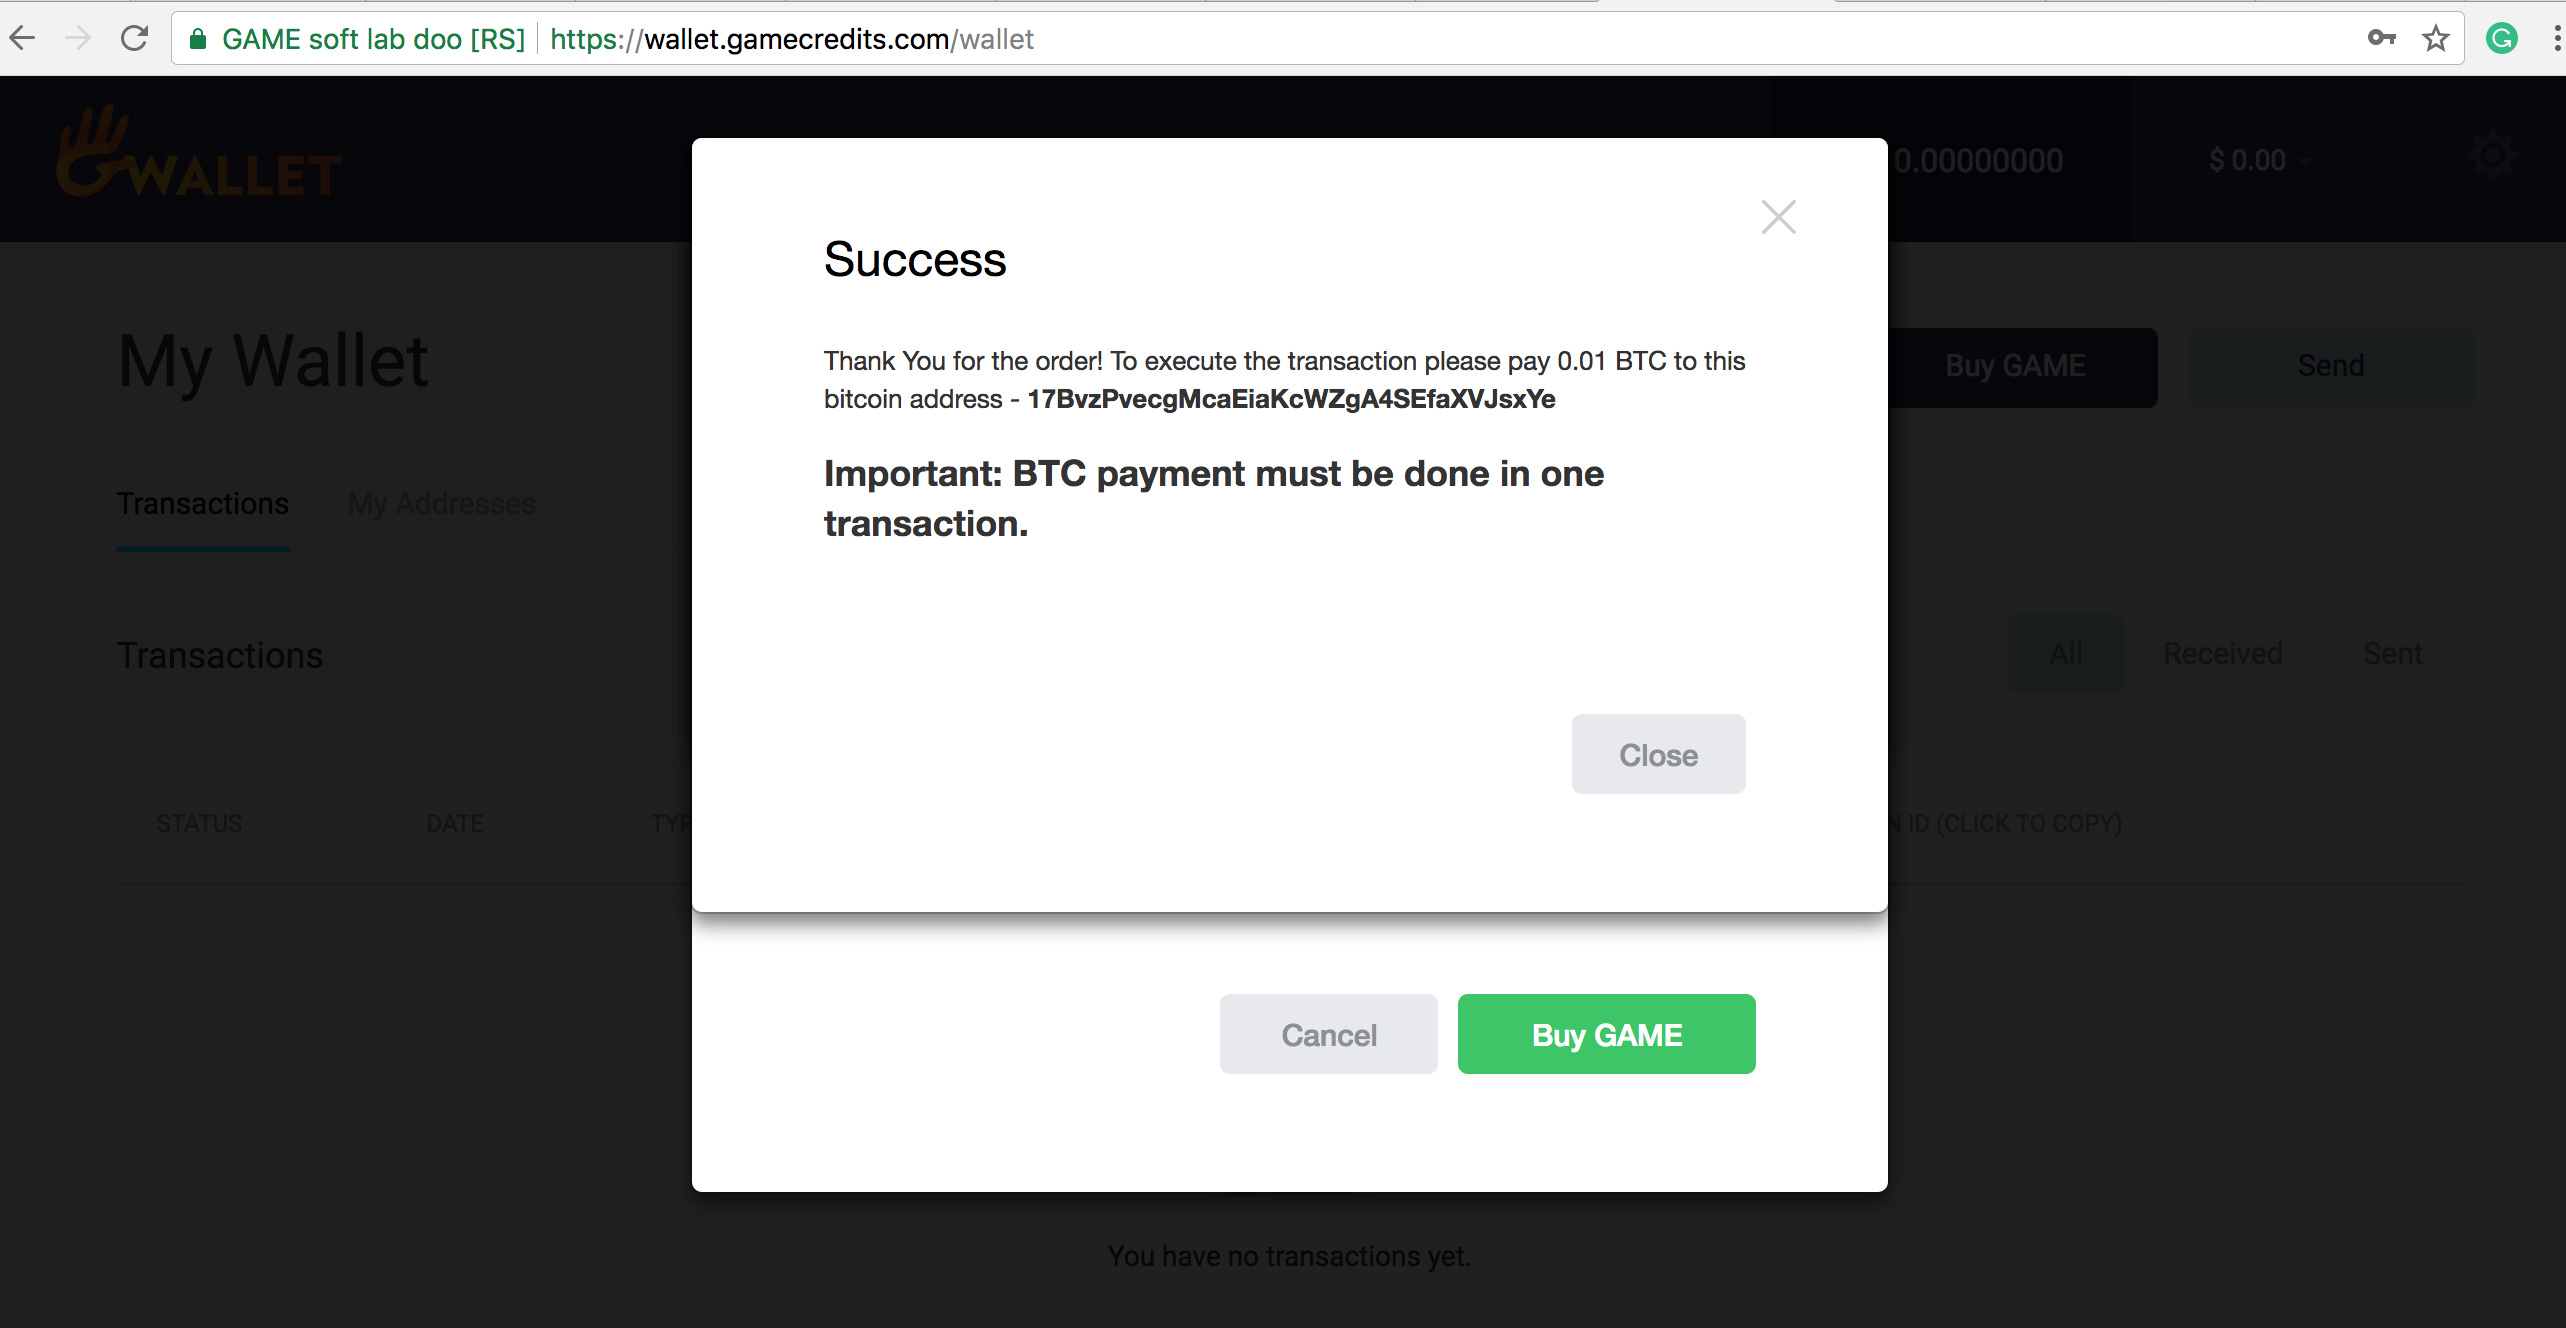 GAME soft lab doo [RS] https://wallet.gamecredits.com/wallet
WALLET
0.00000000
$ 0.00
Success
Thank You for the order! To execute the transaction please pay 0.01 BTC to this
bitcoin address - 17BvzPvecgMcaEiaKcWZgA4SEfaXVJsxYe
Important: BTC payment must be done in one
transaction.
Close
My Wallet
Buy GAME
Send
Transactions
My Addresses
Transactions
All
Received
Sent
STATUS
DATE
ID (CLICK TO COPY)
Cancel
Buy GAME
You have no transactions yet.